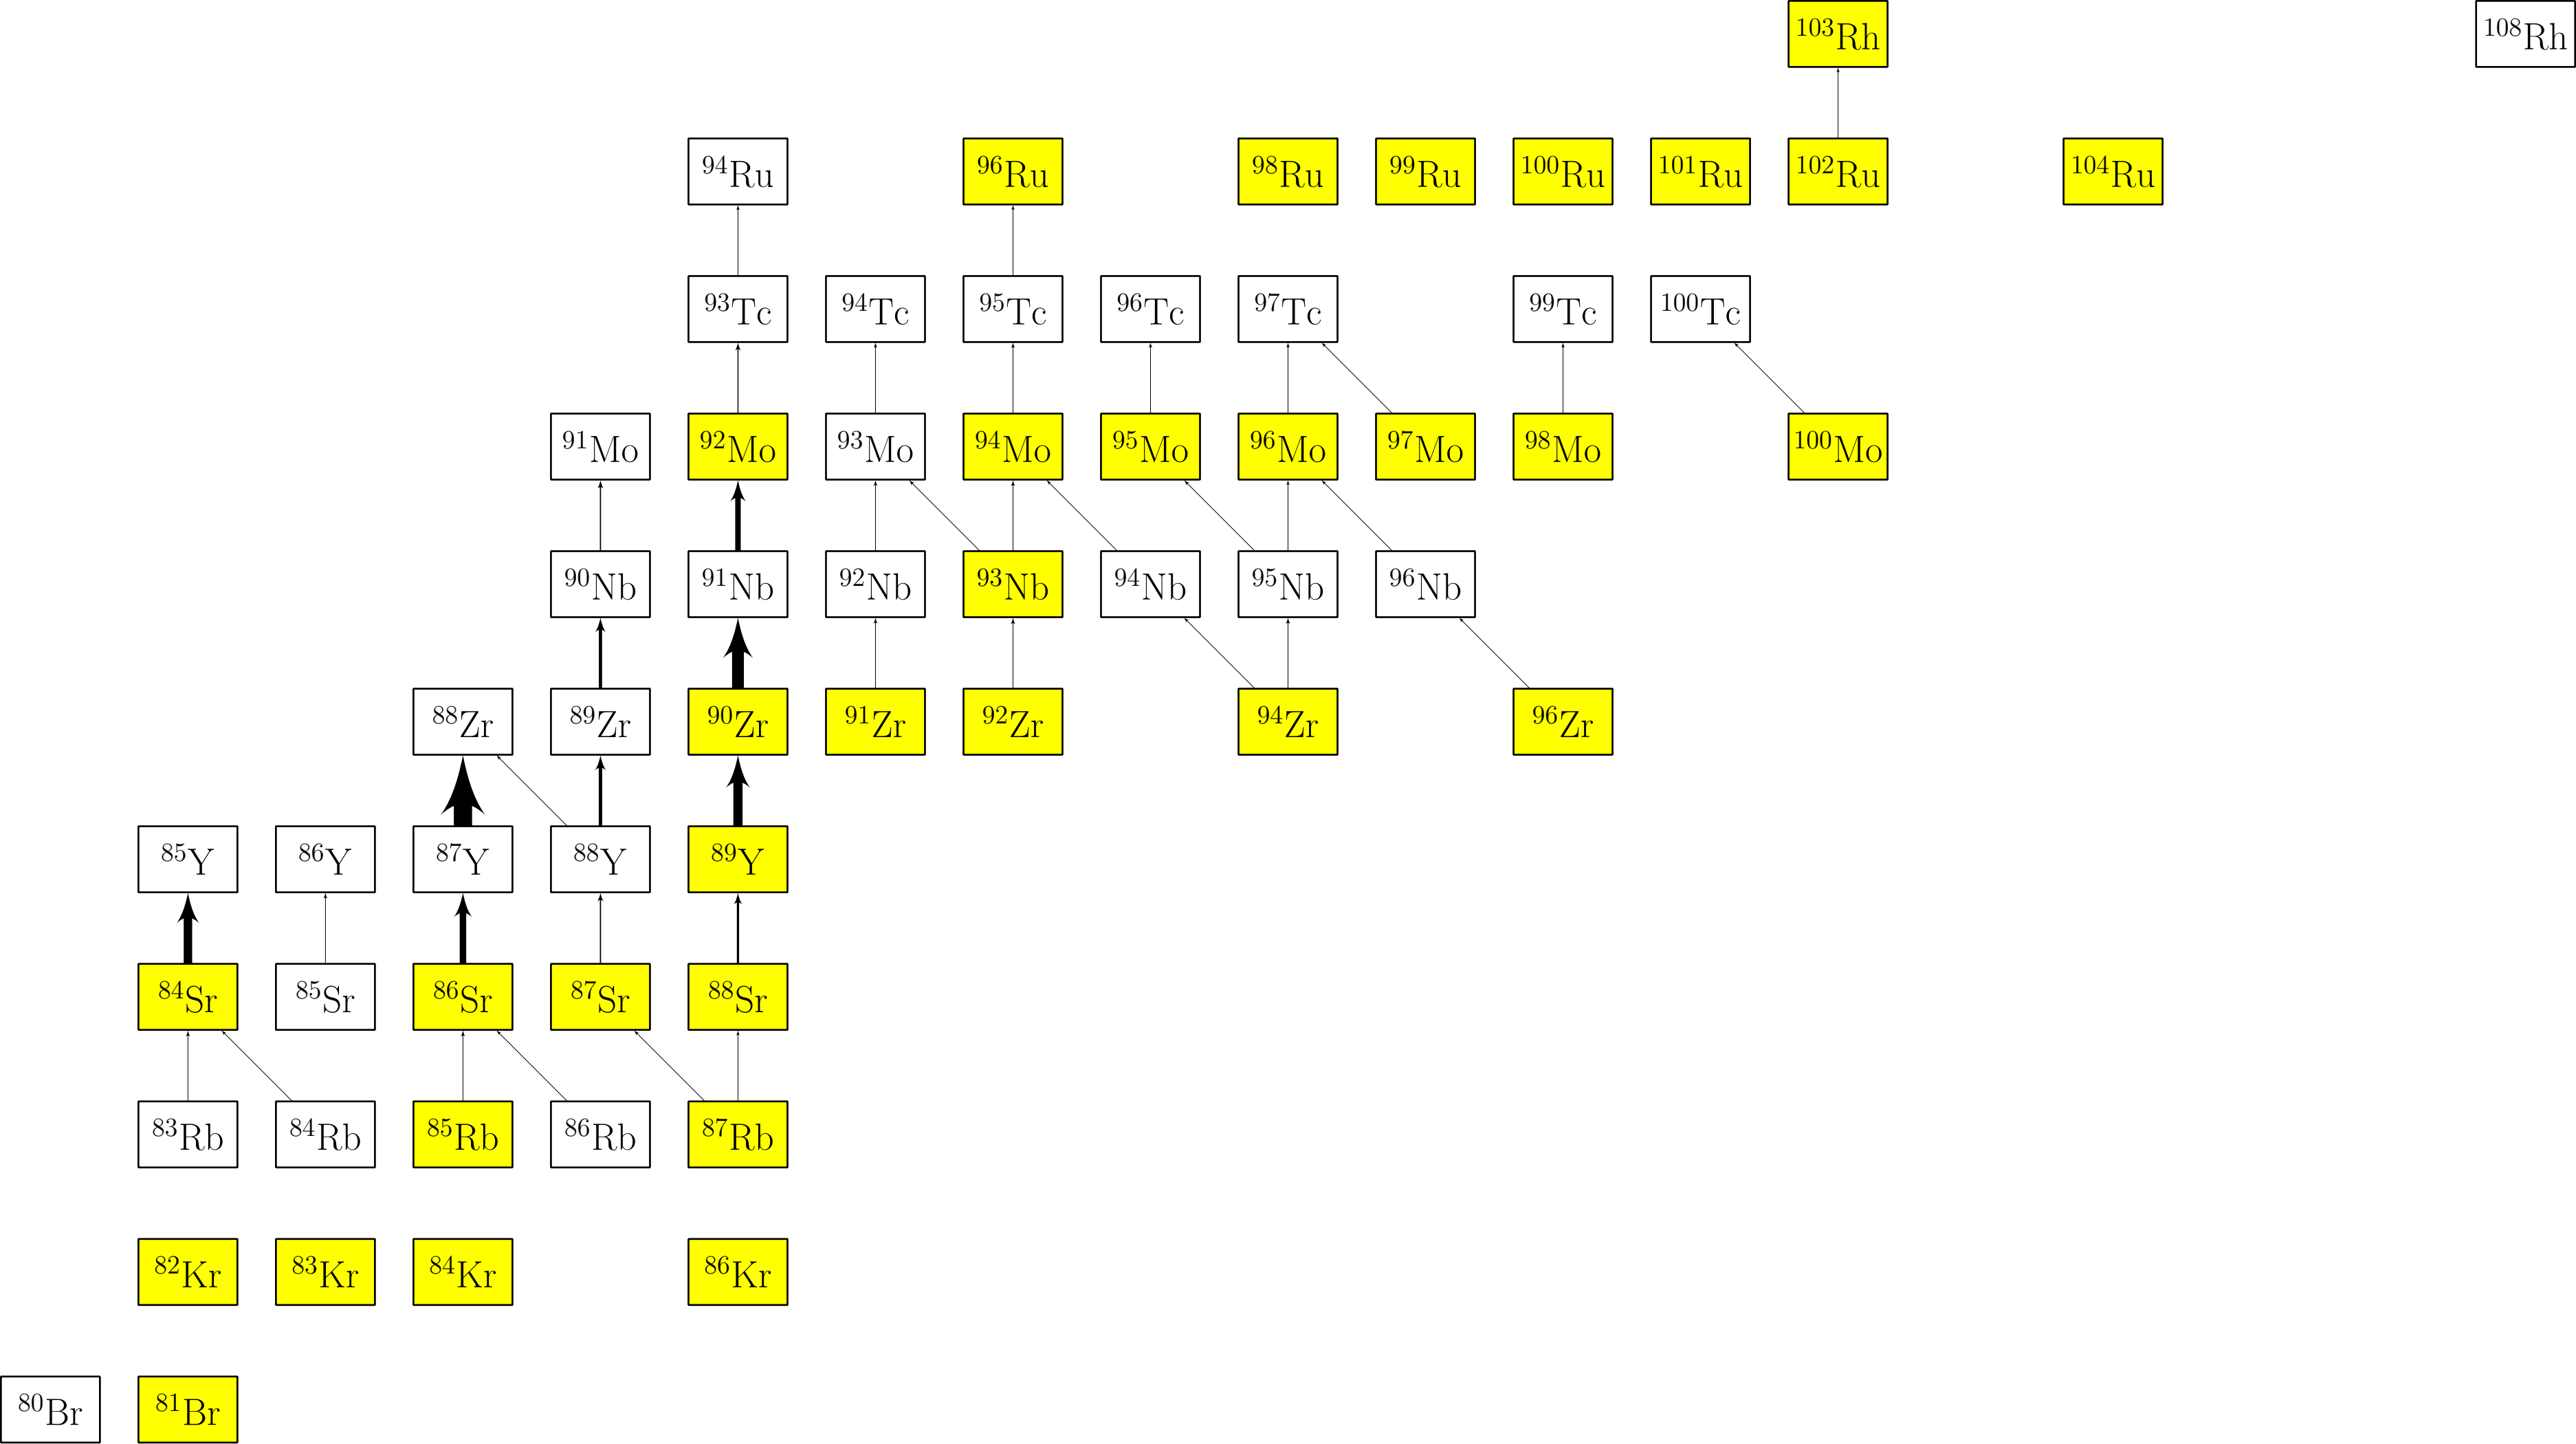 ¹⁰³Rh ¹⁰⁸Rh
⁹⁴Ru ⁹⁶Ru ⁹⁸Ru ⁹⁹Ru ¹⁰⁰Ru ¹⁰¹Ru ¹⁰²Ru ¹⁰⁴Ru
⁹³Tc ⁹⁴Tc ⁹⁵Tc ⁹⁶Tc ⁹⁷Tc ⁹⁹Tc ¹⁰⁰Tc
⁹¹Mo ⁹²Mo ⁹³Mo ⁹⁴Mo ⁹⁵Mo ⁹⁶Mo ⁹⁷Mo ⁹⁸Mo ¹⁰⁰Mo
⁹⁰Nb ⁹¹Nb ⁹²Nb ⁹³Nb ⁹⁴Nb ⁹⁵Nb ⁹⁶Nb
⁸⁸Zr ⁸⁹Zr ⁹⁰Zr ⁹¹Zr ⁹²Zr ⁹⁴Zr ⁹⁶Zr
⁸⁵Y ⁸⁶Y ⁸⁷Y ⁸⁸Y ⁸⁹Y
⁸⁴Sr ⁸⁵Sr ⁸⁶Sr ⁸⁷Sr ⁸⁸Sr
⁸³Rb ⁸⁴Rb ⁸⁵Rb ⁸⁶Rb ⁸⁷Rb
⁸²Kr ⁸³Kr ⁸⁴Kr ⁸⁶Kr
⁸⁰Br ⁸¹Br